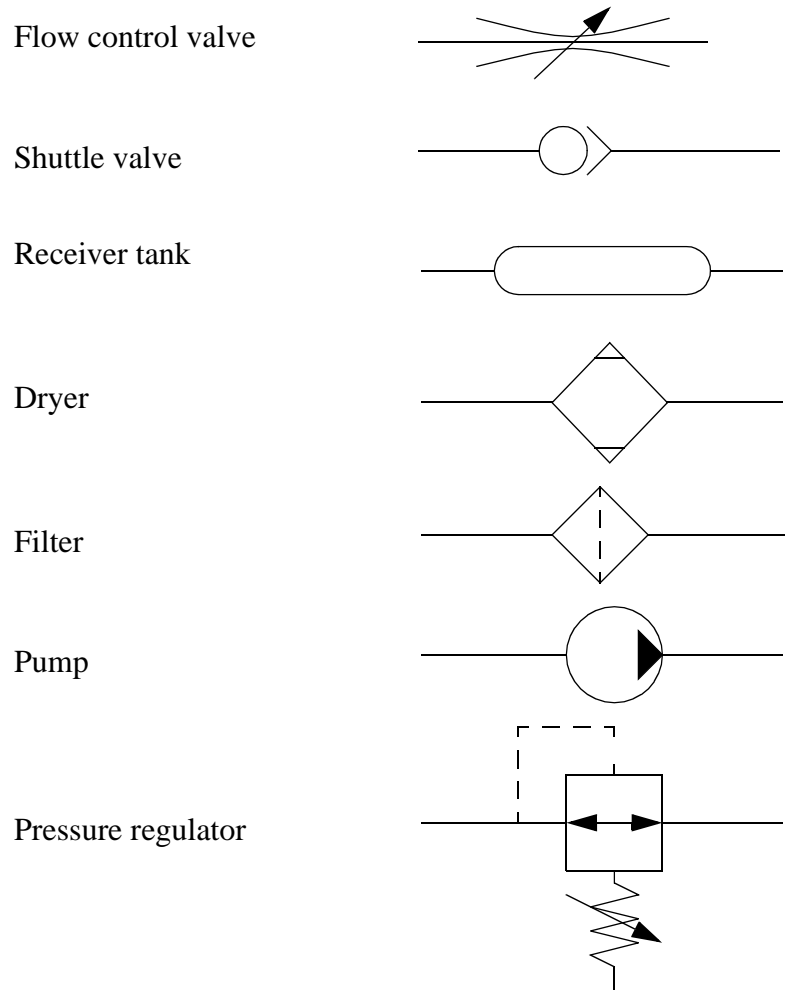 Flow control valve
Shuttle valve
Receiver tank
Dryer
Filter
Pump
Pressure regulator